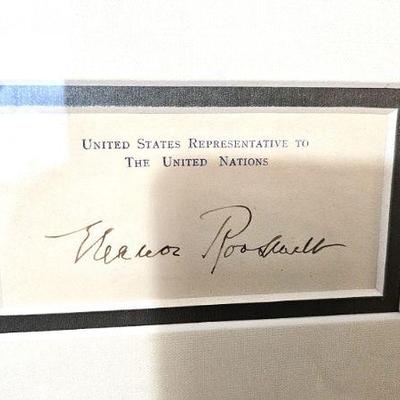 United States Representative to
The United Nations
Eleanor Roosevelt